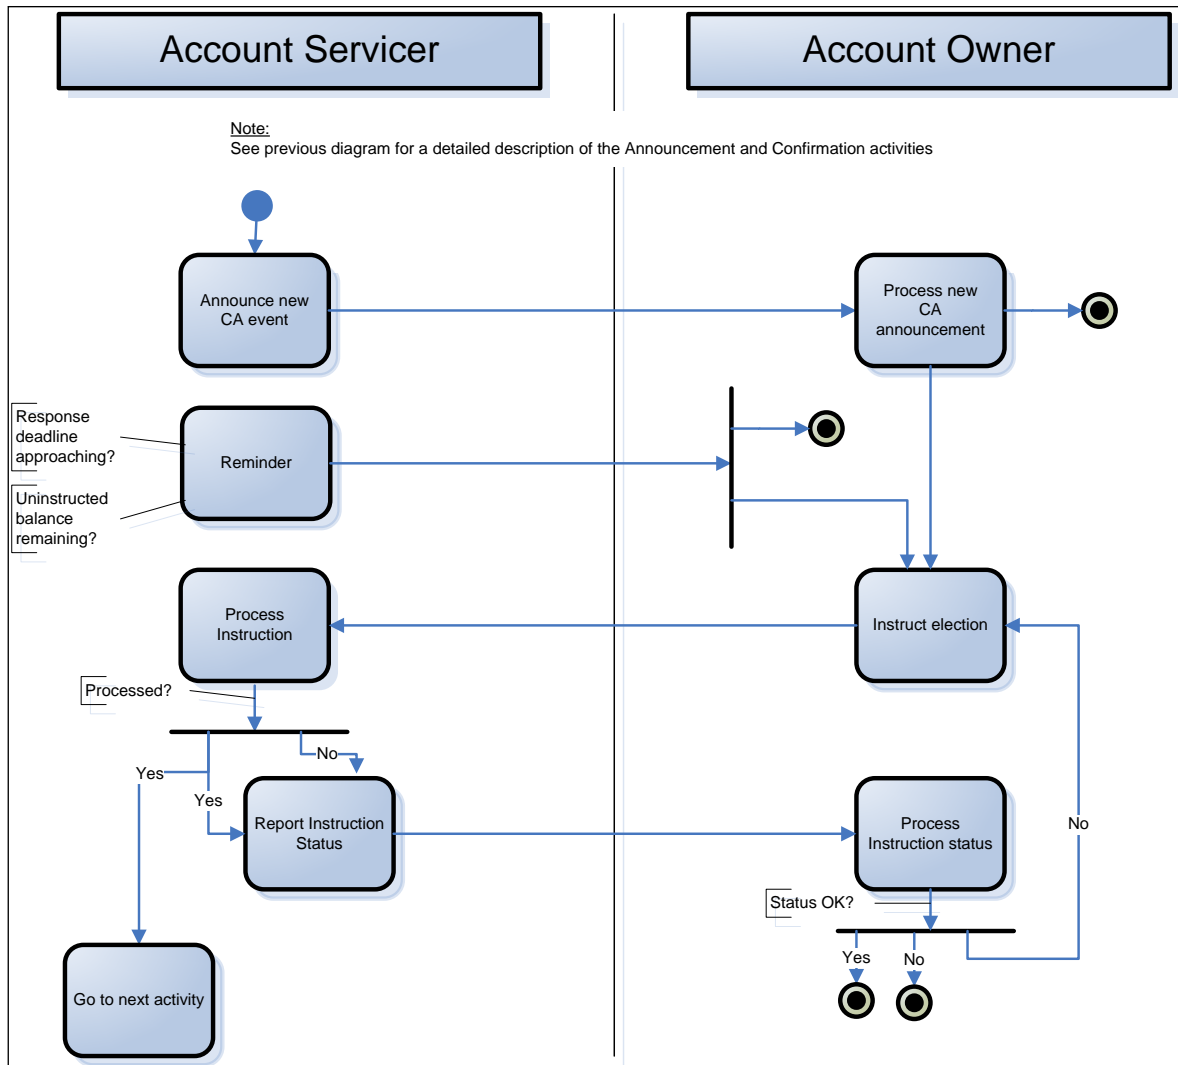 Account Servicer
Account Owner
Note:
See previous diagram for a detailed description of the Announcement and Confirmation activities
Announce new
CA event
Process new
CA
announcement
Response
deadline
approaching?
Reminder
Uninstructed
balance
remaining?
Process
Instruction
Instruct election
Processed?
No
Yes
Yes
Report Instruction
Status
Process
Instruction status
No
Status OK?
Yes
No
Go to next activity